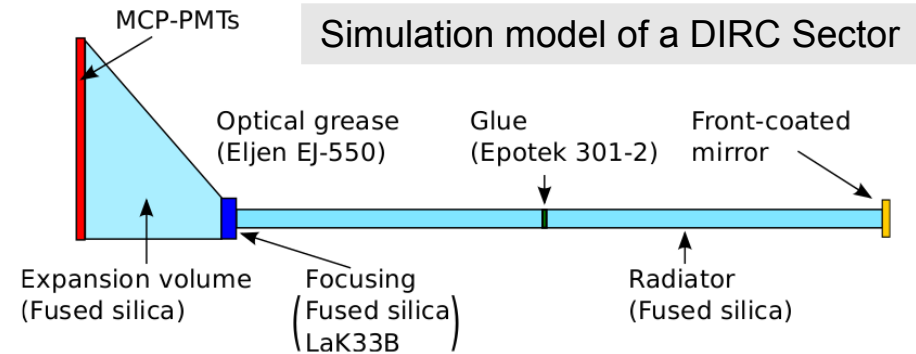 MCP-PMTs
Simulation model of a DIRC Sector
Optical grease
(Eljen EJ-550)
Glue
(Epotek 301-2)
Front-coated
mirror
Expansion volume
(Fused silica)
Focusing
(Fused silica
LaK33B)
Radiator
(Fused silica)